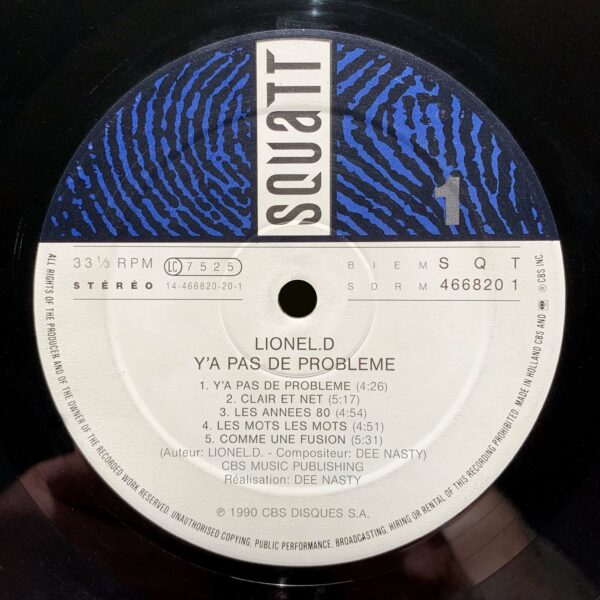 SQUATT
1
33 1/3 RPM LC 7525 BIEM SQT
STÉRÉO 14-466820-20-1 SDRM 466820 1
LIONEL.D
Y'A PAS DE PROBLEME
1. Y'A PAS DE PROBLEME (4:26)
2. CLAIR ET NET (5:17)
3. LES ANNEES 80 (4:54)
4. LES MOTS LES MOTS (4:51)
5. COMME UNE FUSION (5:31)
(Auteur: LIONEL.D. - Compositeur: DEE NASTY)
CBS MUSIC PUBLISHING
Réalisation: DEE NASTY
℗ 1990 CBS DISQUES S.A.
ALL RIGHTS OF THE PRODUCER AND OF THE OWNER OF THE RECORDED WORK RESERVED. UNAUTHORISED COPYING, PUBLIC PERFORMANCE, BROADCASTING, HIRING OR RENTAL OF THIS RECORDING PROHIBITED. MADE IN HOLLAND CBS AND ® CBS INC.